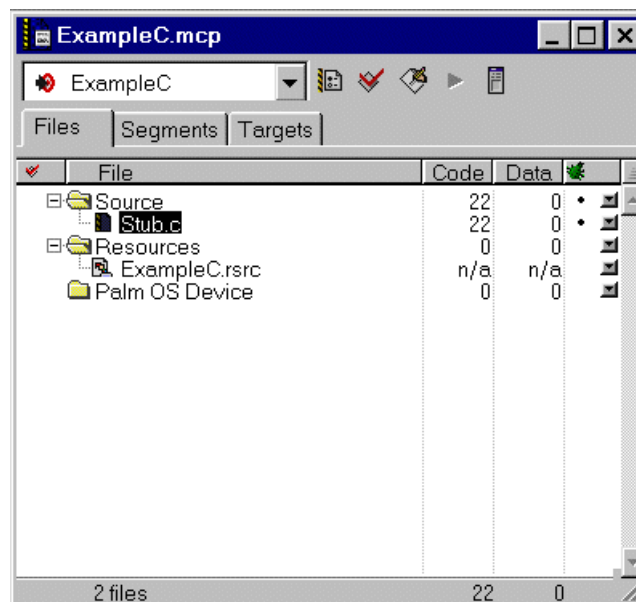 ExampleC.mcp
ExampleC
Files Segments Targets
File Code Data
Source 22 0
Stub.c 22 0
Resources 0 0
ExampleC.rsrc n/a n/a
Palm OS Device 0 0
2 files 22 0